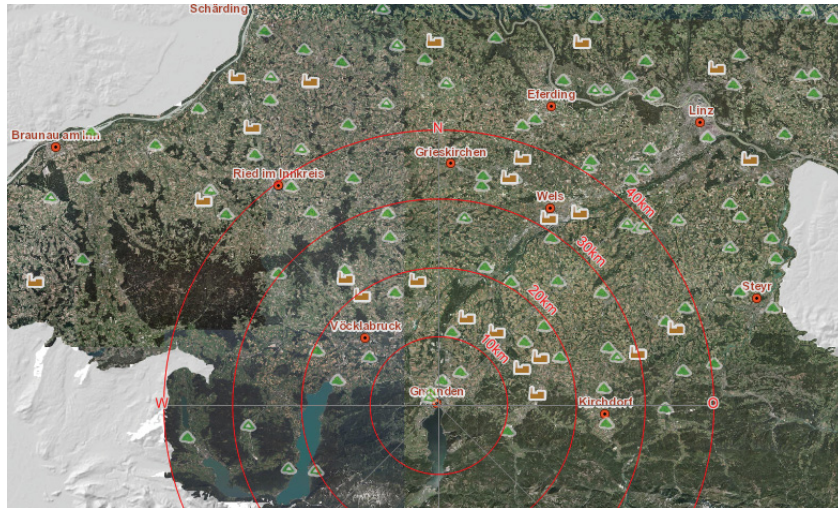 Schärding
Eferding
Linz
Braunau am Inn
N
Grieskirchen
Ried im Innkreis
40km
Wels
30km
20km
Steyr
Vöcklabruck
10km
Gmunden
W
Kirchdorf
O